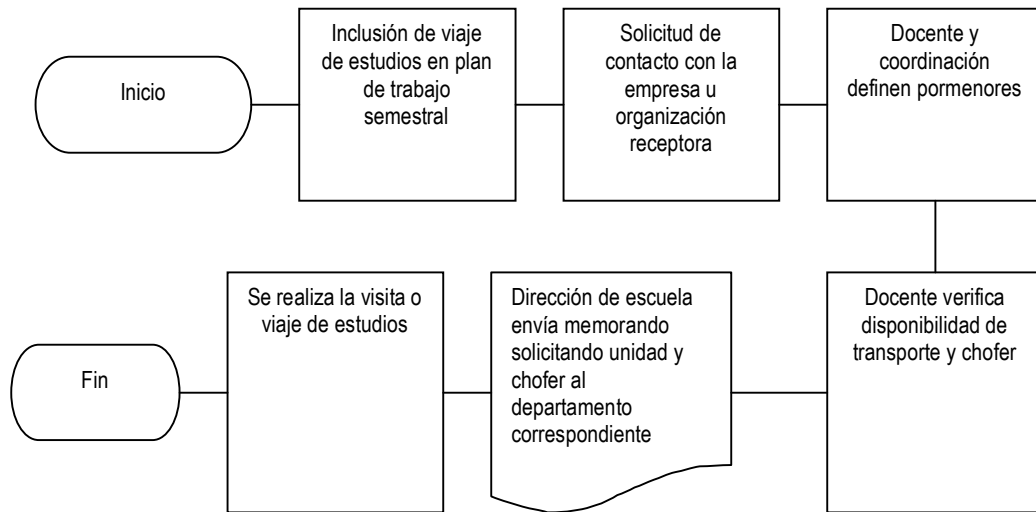 Inicio
Inclusión de viaje
de estudios en plan
de trabajo
semestral
Solicitud de
contacto con la
empresa u
organización
receptora
Docente y
coordinación
definen pormenores
Docente verifica
disponibilidad de
transporte y chofer
Dirección de escuela
envía memorando
solicitando unidad y
chofer al
departamento
correspondiente
Se realiza la visita o
viaje de estudios
Fin